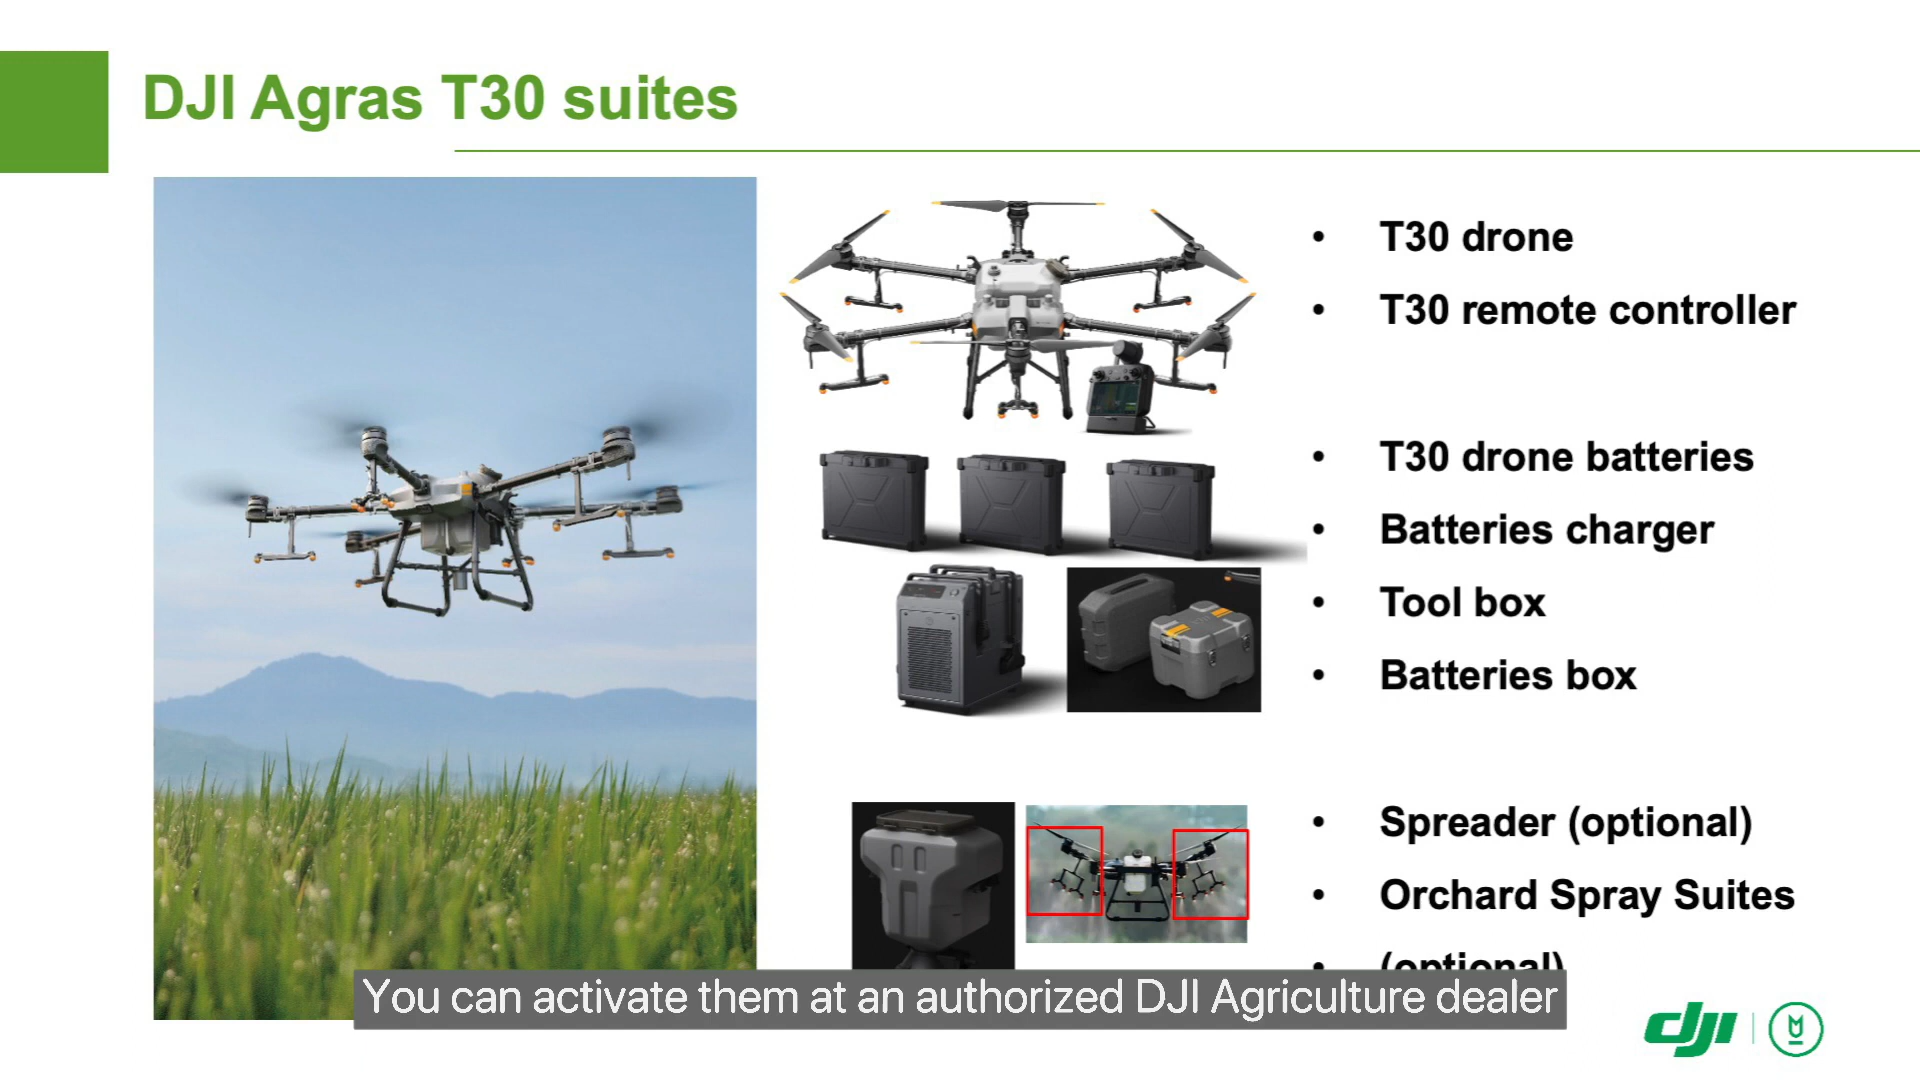 DJI Agras T30 suites
• T30 drone
• T30 remote controller
• T30 drone batteries
• Batteries charger
• Tool box
• Batteries box
• Spreader (optional)
• Orchard Spray Suites
• (optional)
You can activate them at an authorized DJI Agriculture dealer
dji